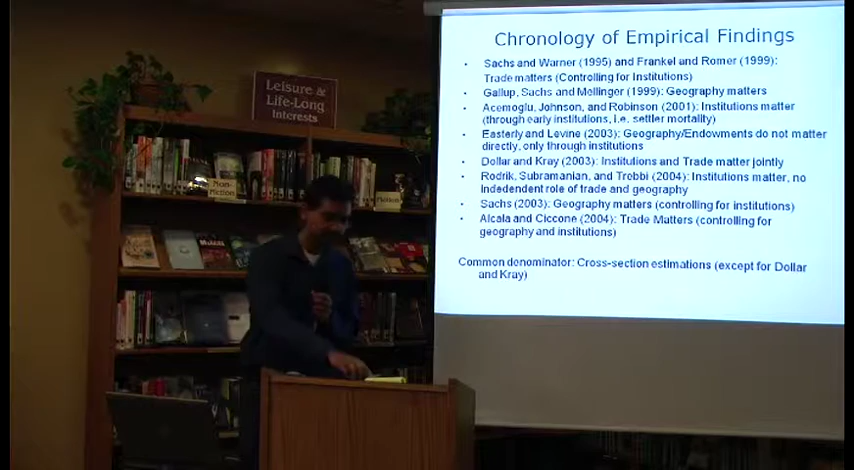 Leisure &
Life-Long
Interests
Non-
Fiction
Chronology of Empirical Findings
• Sachs and Warner (1995) and Frankel and Romer (1999):
Trade matters (Controlling for Institutions)
• Gallup, Sachs and Mellinger (1999): Geography matters
• Acemoglu, Johnson, and Robinson (2001): Institutions matter
(through early institutions, i.e. settler mortality)
• Easterly and Levine (2003): Geography/Endowments do not matter
directly, only through institutions
• Dollar and Kray (2003): Institutions and Trade matter jointly
• Rodrik, Subramanian, and Trebbi (2004): Institutions matter, no
indedendent role of trade and geography
• Sachs (2003): Geography matters (controlling for institutions)
• Alcala and Ciccone (2004): Trade Matters (controlling for
geography and institutions)
Common denominator: Cross-section estimations (except for Dollar
and Kray)